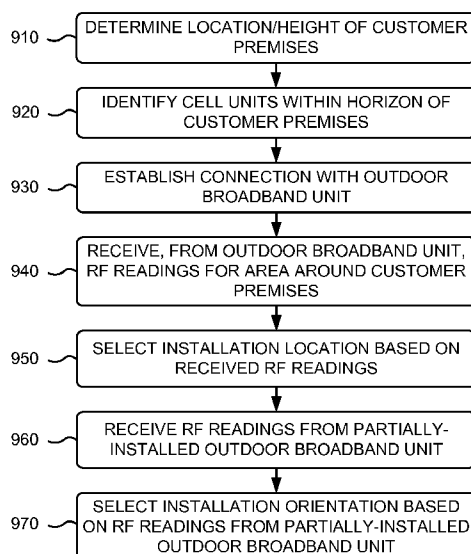 910
DETERMINE LOCATION/HEIGHT OF CUSTOMER
PREMISES
920
IDENTIFY CELL UNITS WITHIN HORIZON OF
CUSTOMER PREMISES
930
ESTABLISH CONNECTION WITH OUTDOOR
BROADBAND UNIT
940
RECEIVE, FROM OUTDOOR BROADBAND UNIT,
RF READINGS FOR AREA AROUND CUSTOMER
PREMISES
950
SELECT INSTALLATION LOCATION BASED ON
RECEIVED RF READINGS
960
RECEIVE RF READINGS FROM PARTIALLY-
INSTALLED OUTDOOR BROADBAND UNIT
970
SELECT INSTALLATION ORIENTATION BASED
ON RF READINGS FROM PARTIALLY-INSTALLED
OUTDOOR BROADBAND UNIT